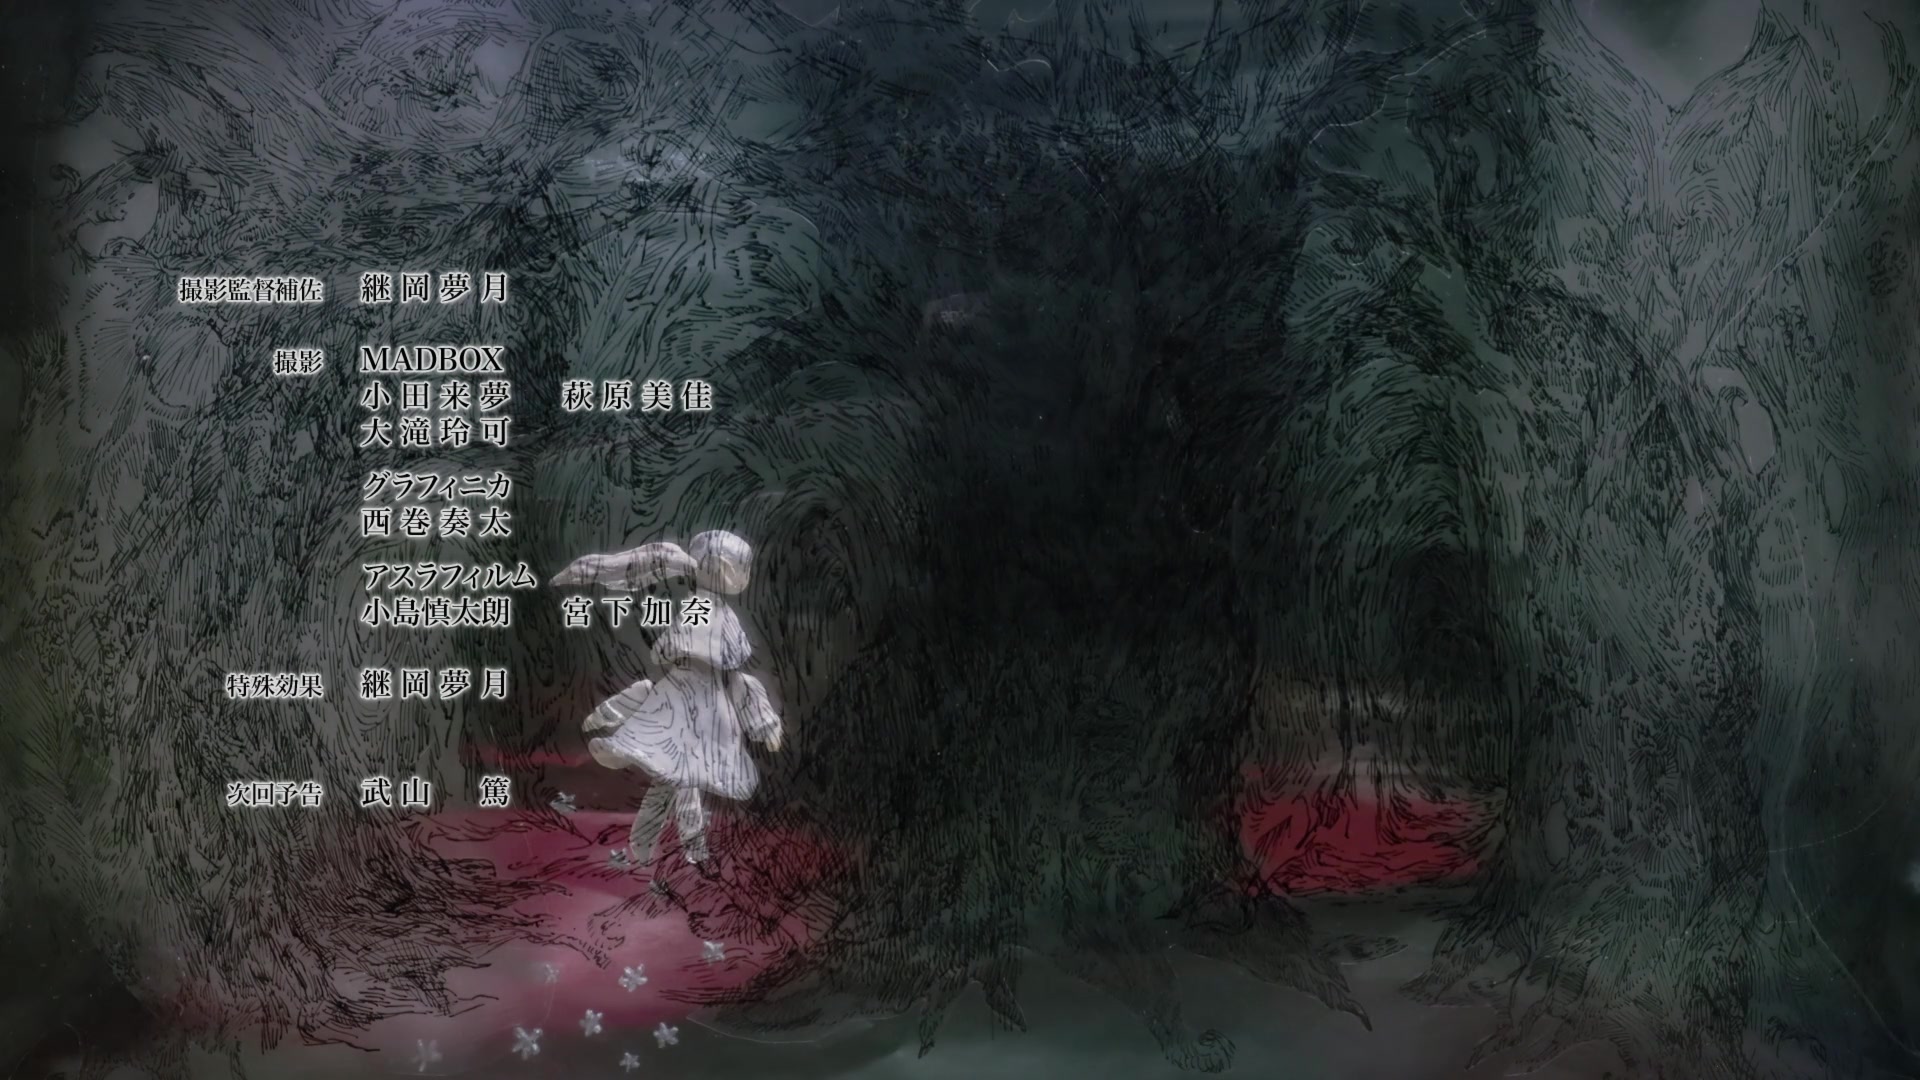 撮影監督補佐 継岡夢月
撮影 MADBOX
小田来夢 萩原美佳
大滝玲可
グラフィニカ
西巻奏太
アスラフィルム
小島慎太朗 宮下加奈
特殊効果 継岡夢月
次回予告 武山 篤